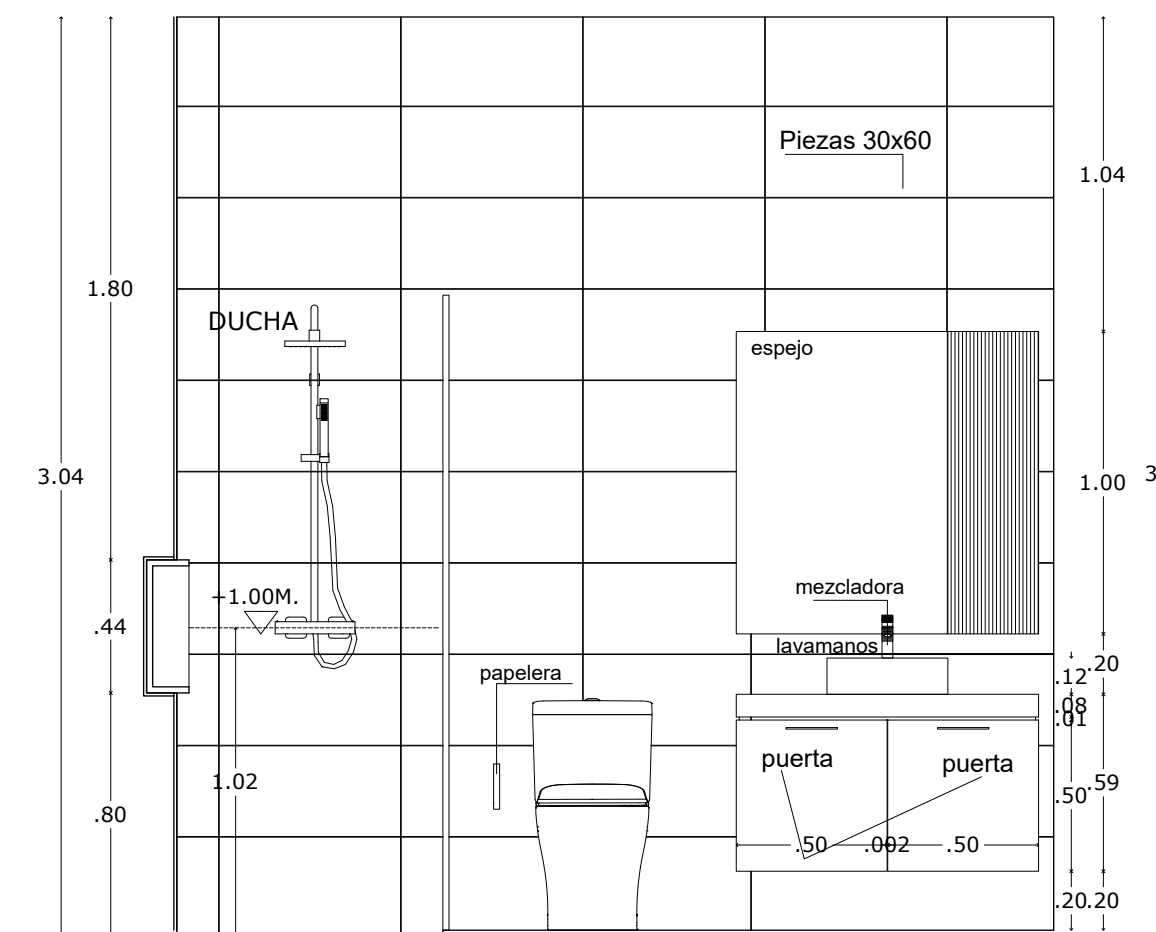 Piezas 30x60
1.04
1.80
DUCHA
espejo
3.04
1.00
3
mezcladora
+1.00M.
.44
lavamanos
papelera
.20
.12
.08
.01
puerta
puerta
1.02
.59
.50
.80
.50
.002
.50
.20
.20